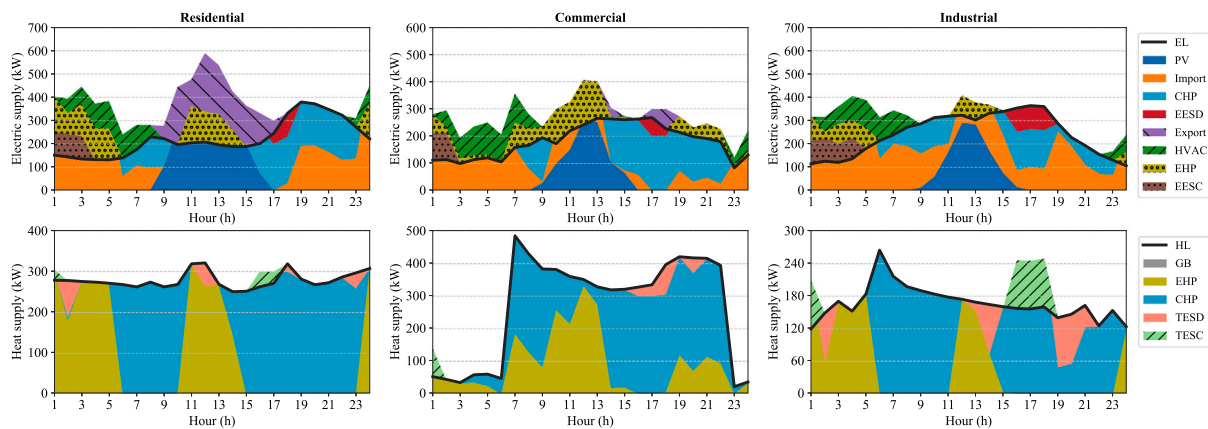 Residential
Commercial
Industrial
Electric supply (kW)
700
600
500
400
300
200
100
0
1 3 5 7 9 11 13 15 17 19 21 23
Hour (h)
Electric supply (kW)
600
500
400
300
200
100
0
1 3 5 7 9 11 13 15 17 19 21 23
Hour (h)
Electric supply (kW)
700
600
500
400
300
200
100
0
1 3 5 7 9 11 13 15 17 19 21 23
Hour (h)
EL
PV
Import
CHP
EESD
Export
HVAC
EHP
EESC
Heat supply (kW)
400
300
200
100
0
1 3 5 7 9 11 13 15 17 19 21 23
Hour (h)
Heat supply (kW)
500
400
300
200
100
0
1 3 5 7 9 11 13 15 17 19 21 23
Hour (h)
Heat supply (kW)
300
240
180
120
60
0
1 3 5 7 9 11 13 15 17 19 21 23
Hour (h)
HL
GB
EHP
CHP
TESD
TESC